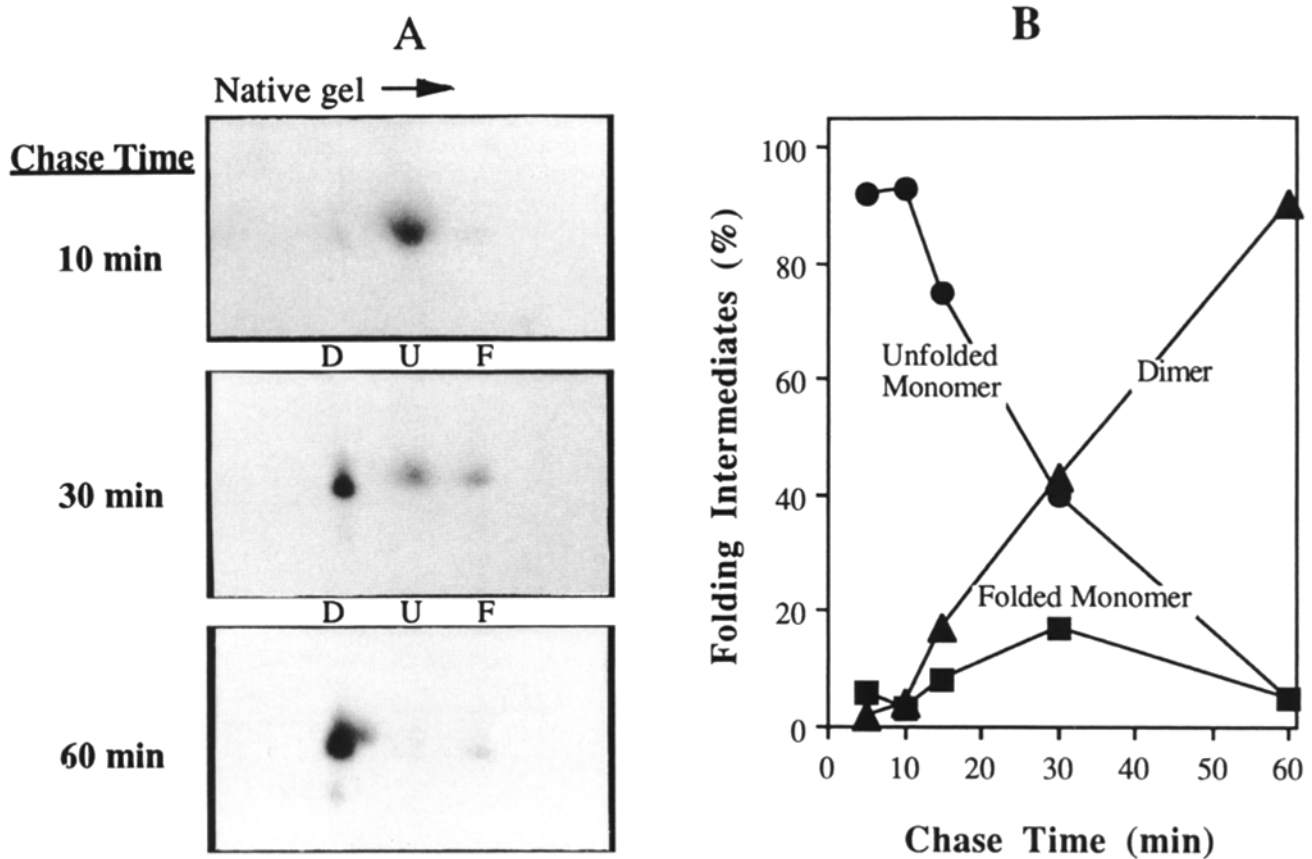 A
Native gel
Chase Time
10 min
D U F
30 min
D U F
60 min
B
Folding Intermediates (%)
100
80
60
40
20
0
Unfolded
Monomer
Dimer
Folded Monomer
0 10 20 30 40 50 60
Chase Time (min)